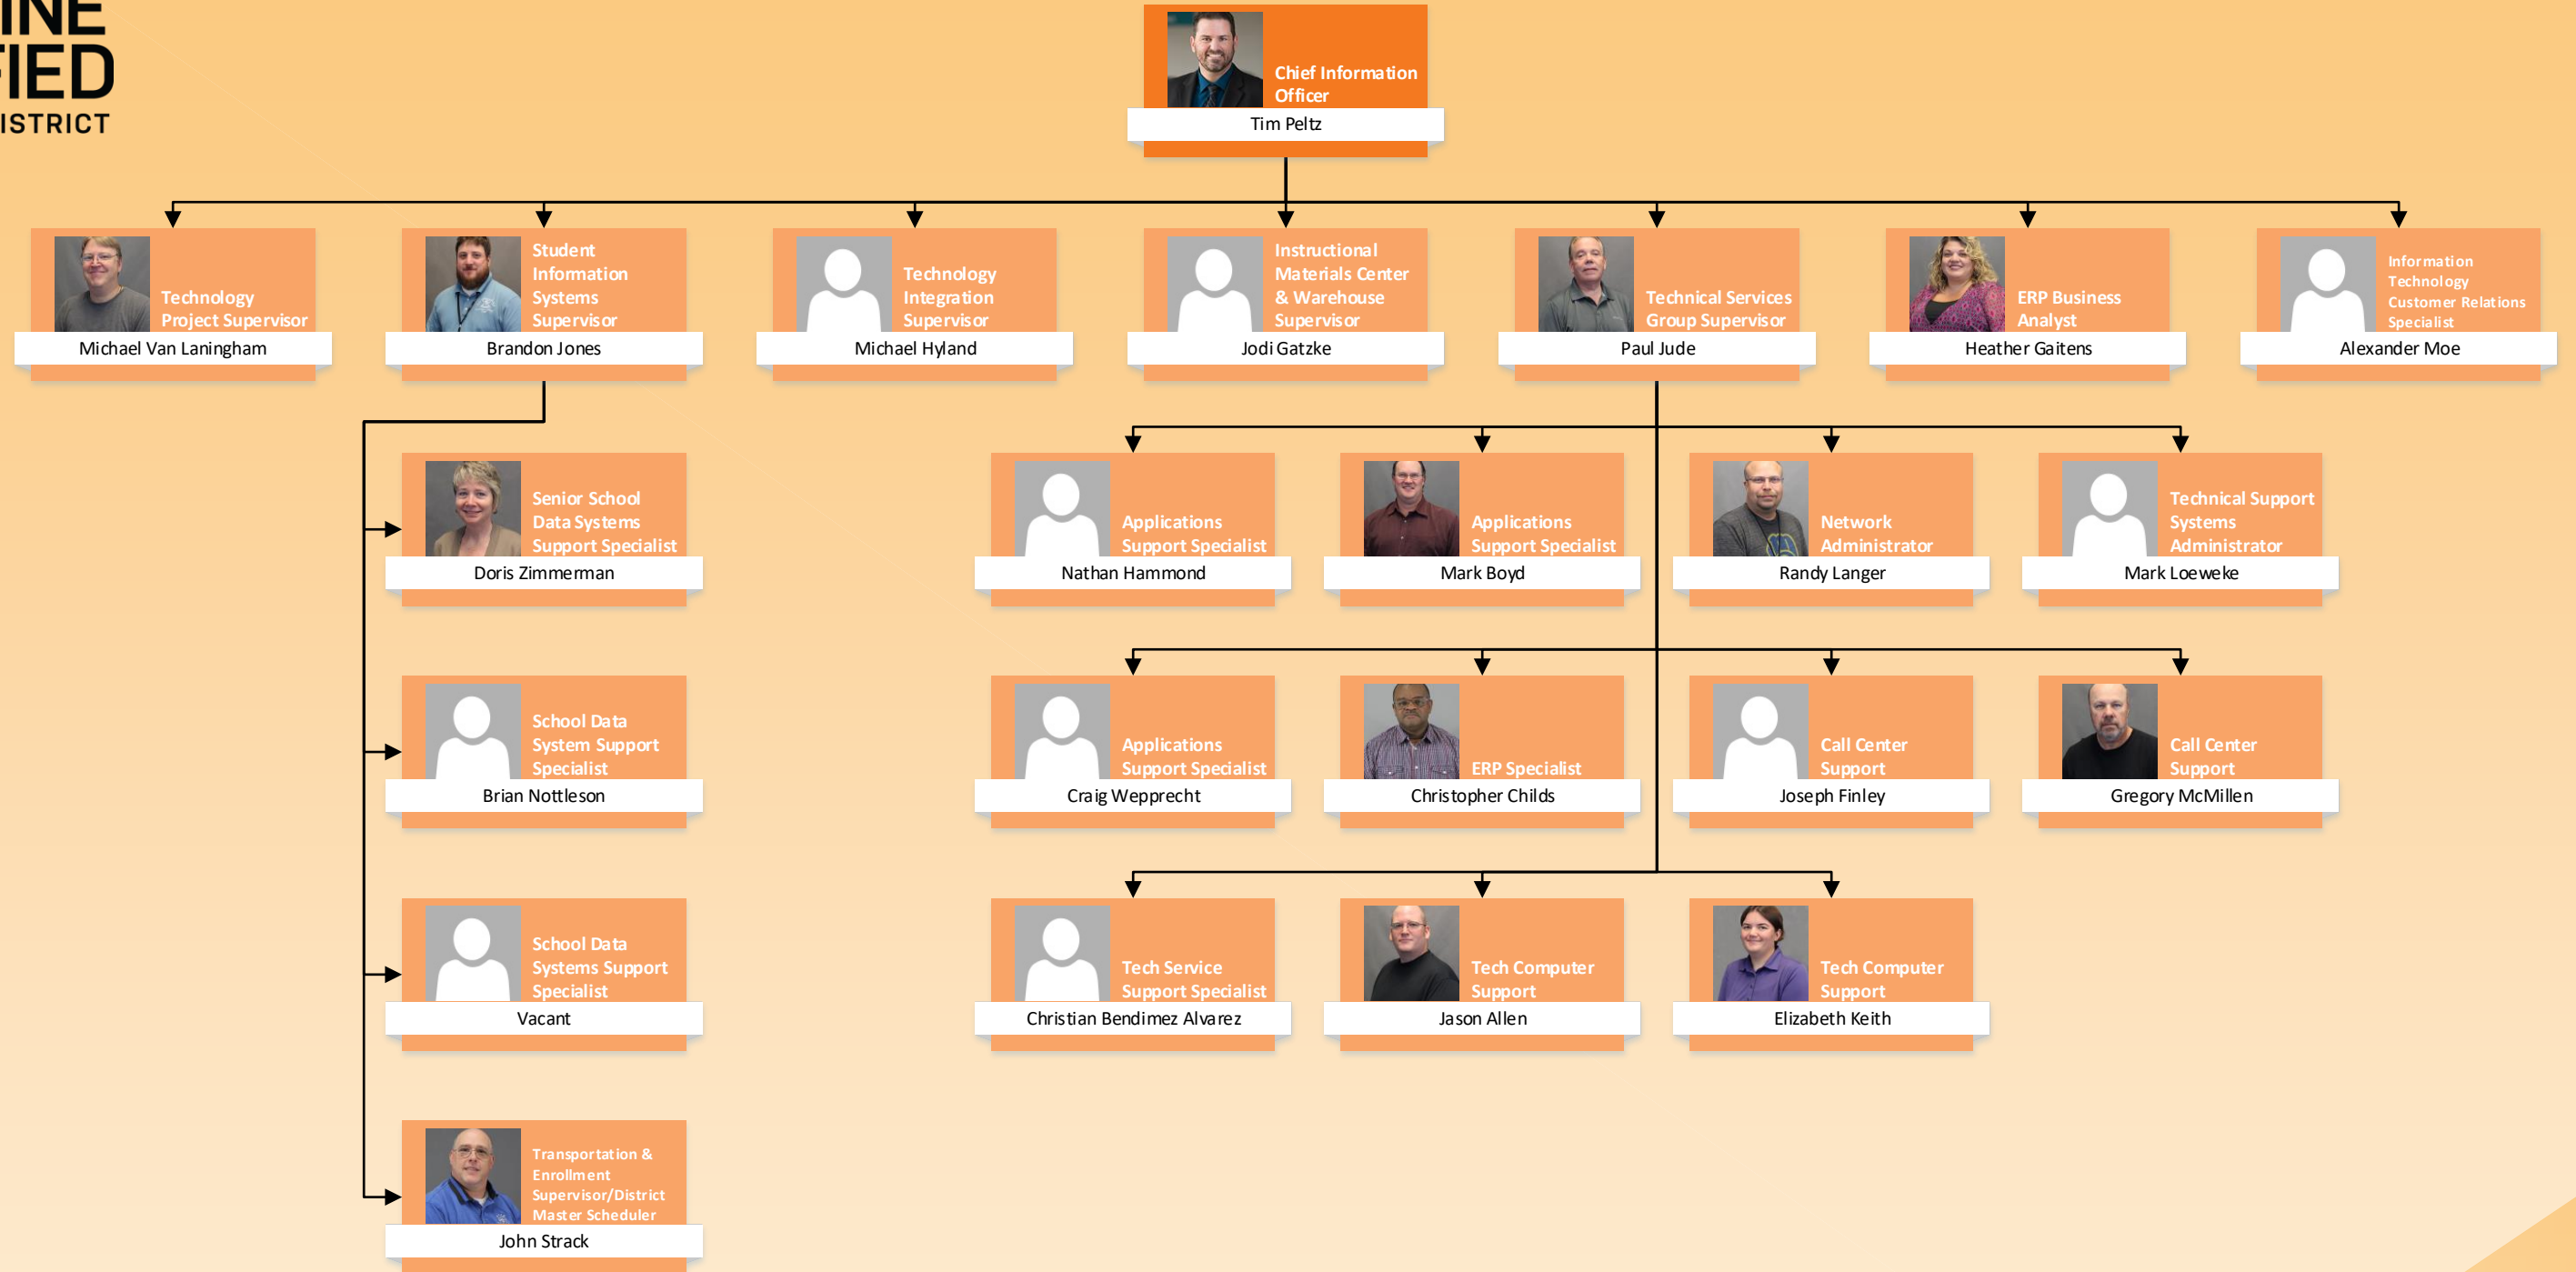 INE
FIED
ISTRICT
Chief Information
Officer
Tim Peltz
Technology
Project Supervisor
Michael Van Laningham
Student
Information
Systems
Supervisor
Brandon Jones
Technology
Integration
Supervisor
Michael Hyland
Instructional
Materials Center
& Warehouse
Supervisor
Jodi Gatzke
Technical Services
Group Supervisor
Paul Jude
ERP Business
Analyst
Heather Gaitens
Information
Technology
Customer Relations
Specialist
Alexander Moe
Senior School
Data Systems
Support Specialist
Doris Zimmerman
Applications
Support Specialist
Nathan Hammond
Applications
Support Specialist
Mark Boyd
Network
Administrator
Randy Langer
Technical Support
Systems
Administrator
Mark Loeweke
School Data
System Support
Specialist
Brian Nottleson
Applications
Support Specialist
Craig Wepprecht
ERP Specialist
Christopher Childs
Call Center
Support
Joseph Finley
Call Center
Support
Gregory McMillen
School Data
Systems Support
Specialist
Vacant
Tech Service
Support Specialist
Christian Bendimez Alvarez
Tech Computer
Support
Jason Allen
Tech Computer
Support
Elizabeth Keith
Transportation &
Enrollment
Supervisor/District
Master Scheduler
John Strack